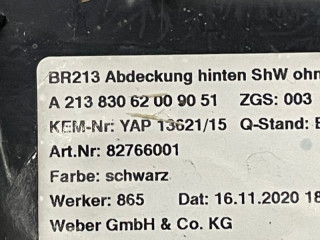 BR213 Abdeckung hinten ShW ohn
A 213 830 62 00 90 51 ZGS: 003
KEM-Nr: YAP 13621/15 Q-Stand:
Art.Nr: 82766001
Farbe: schwarz
Werker: 865 Dat: 16.11.2020 18
Weber GmbH & Co. KG